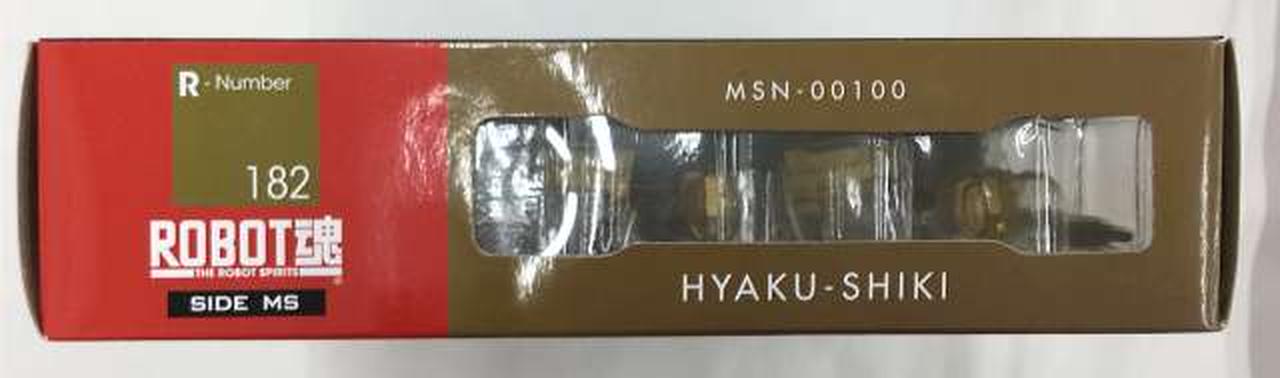 R-Number
182
ROBOT魂
THE ROBOT SPIRITS
SIDE MS
MSN-00100
HYAKU-SHIKI